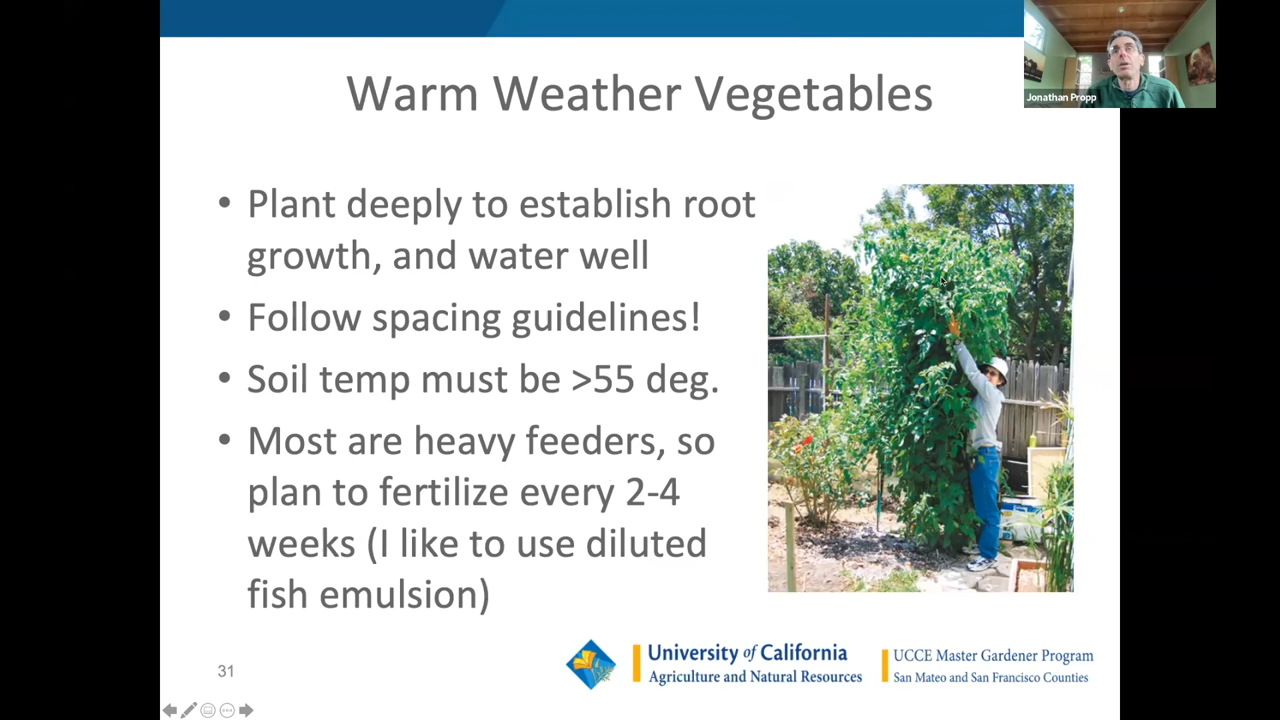 Warm Weather Vegetables
Jonathan Propp
• Plant deeply to establish root
growth, and water well
• Follow spacing guidelines!
• Soil temp must be >55 deg.
• Most are heavy feeders, so
plan to fertilize every 2-4
weeks (I like to use diluted
fish emulsion)
31
University of California
Agriculture and Natural Resources
UCCE Master Gardener Program
San Mateo and San Francisco Counties